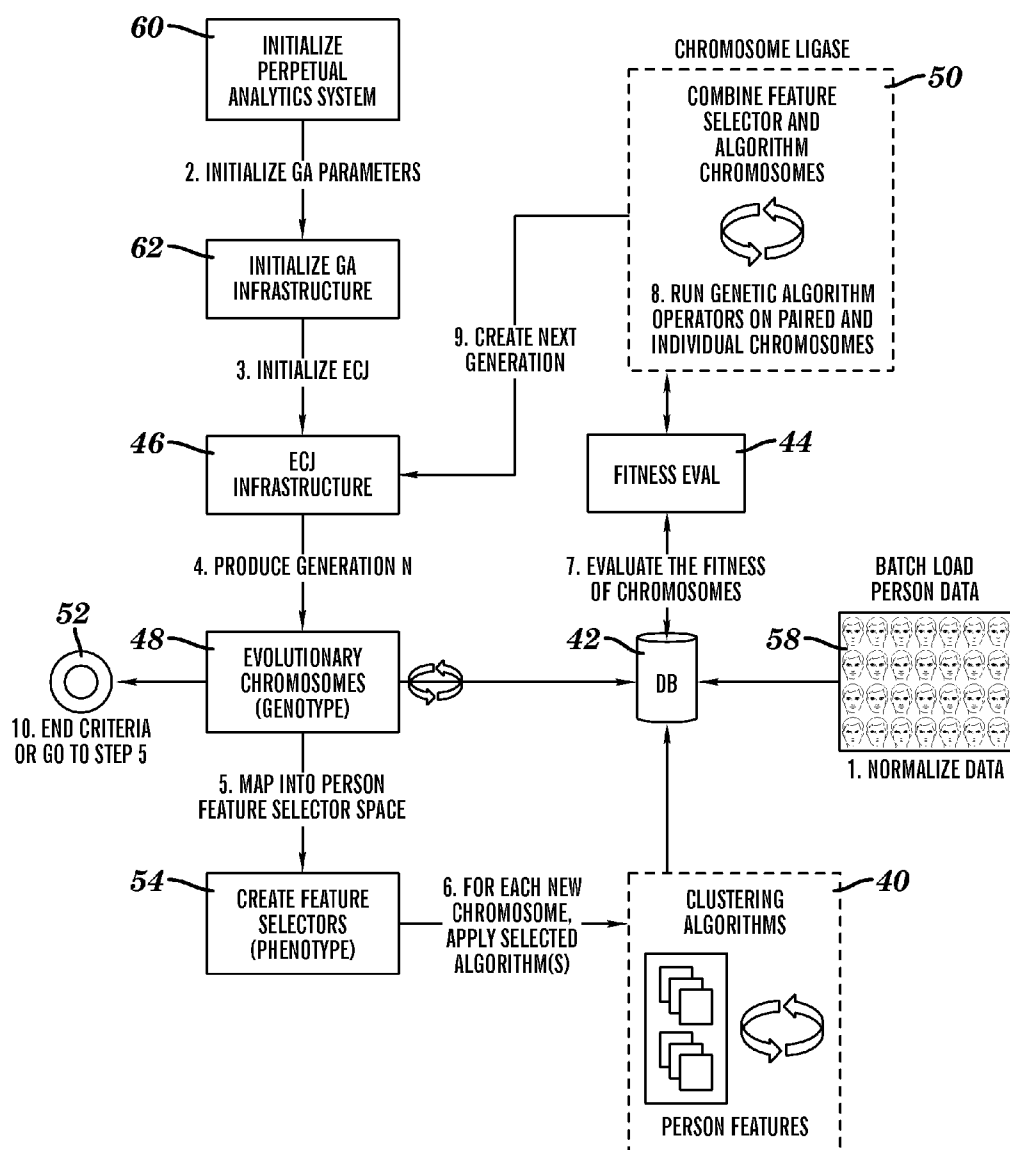 60
INITIALIZE
PERPETUAL
ANALYTICS SYSTEM
2. INITIALIZE GA PARAMETERS
62
INITIALIZE GA
INFRASTRUCTURE
3. INITIALIZE ECJ
46
ECJ
INFRASTRUCTURE
4. PRODUCE GENERATION N
48
EVOLUTIONARY
CHROMOSOMES
(GENOTYPE)
52
10. END CRITERIA
OR GO TO STEP 5
5. MAP INTO PERSON
FEATURE SELECTOR SPACE
54
CREATE FEATURE
SELECTORS
(PHENOTYPE)
6. FOR EACH NEW
CHROMOSOME,
APPLY SELECTED
ALGORITHM(S)
CHROMOSOME LIGASE
50
COMBINE FEATURE
SELECTOR AND
ALGORITHM
CHROMOSOMES
8. RUN GENETIC ALGORITHM
OPERATORS ON PAIRED AND
INDIVIDUAL CHROMOSOMES
9. CREATE NEXT
GENERATION
44
FITNESS EVAL
7. EVALUATE THE FITNESS
OF CHROMOSOMES
42
DB
BATCH LOAD
PERSON DATA
58
1. NORMALIZE DATA
40
CLUSTERING
ALGORITHMS
PERSON FEATURES